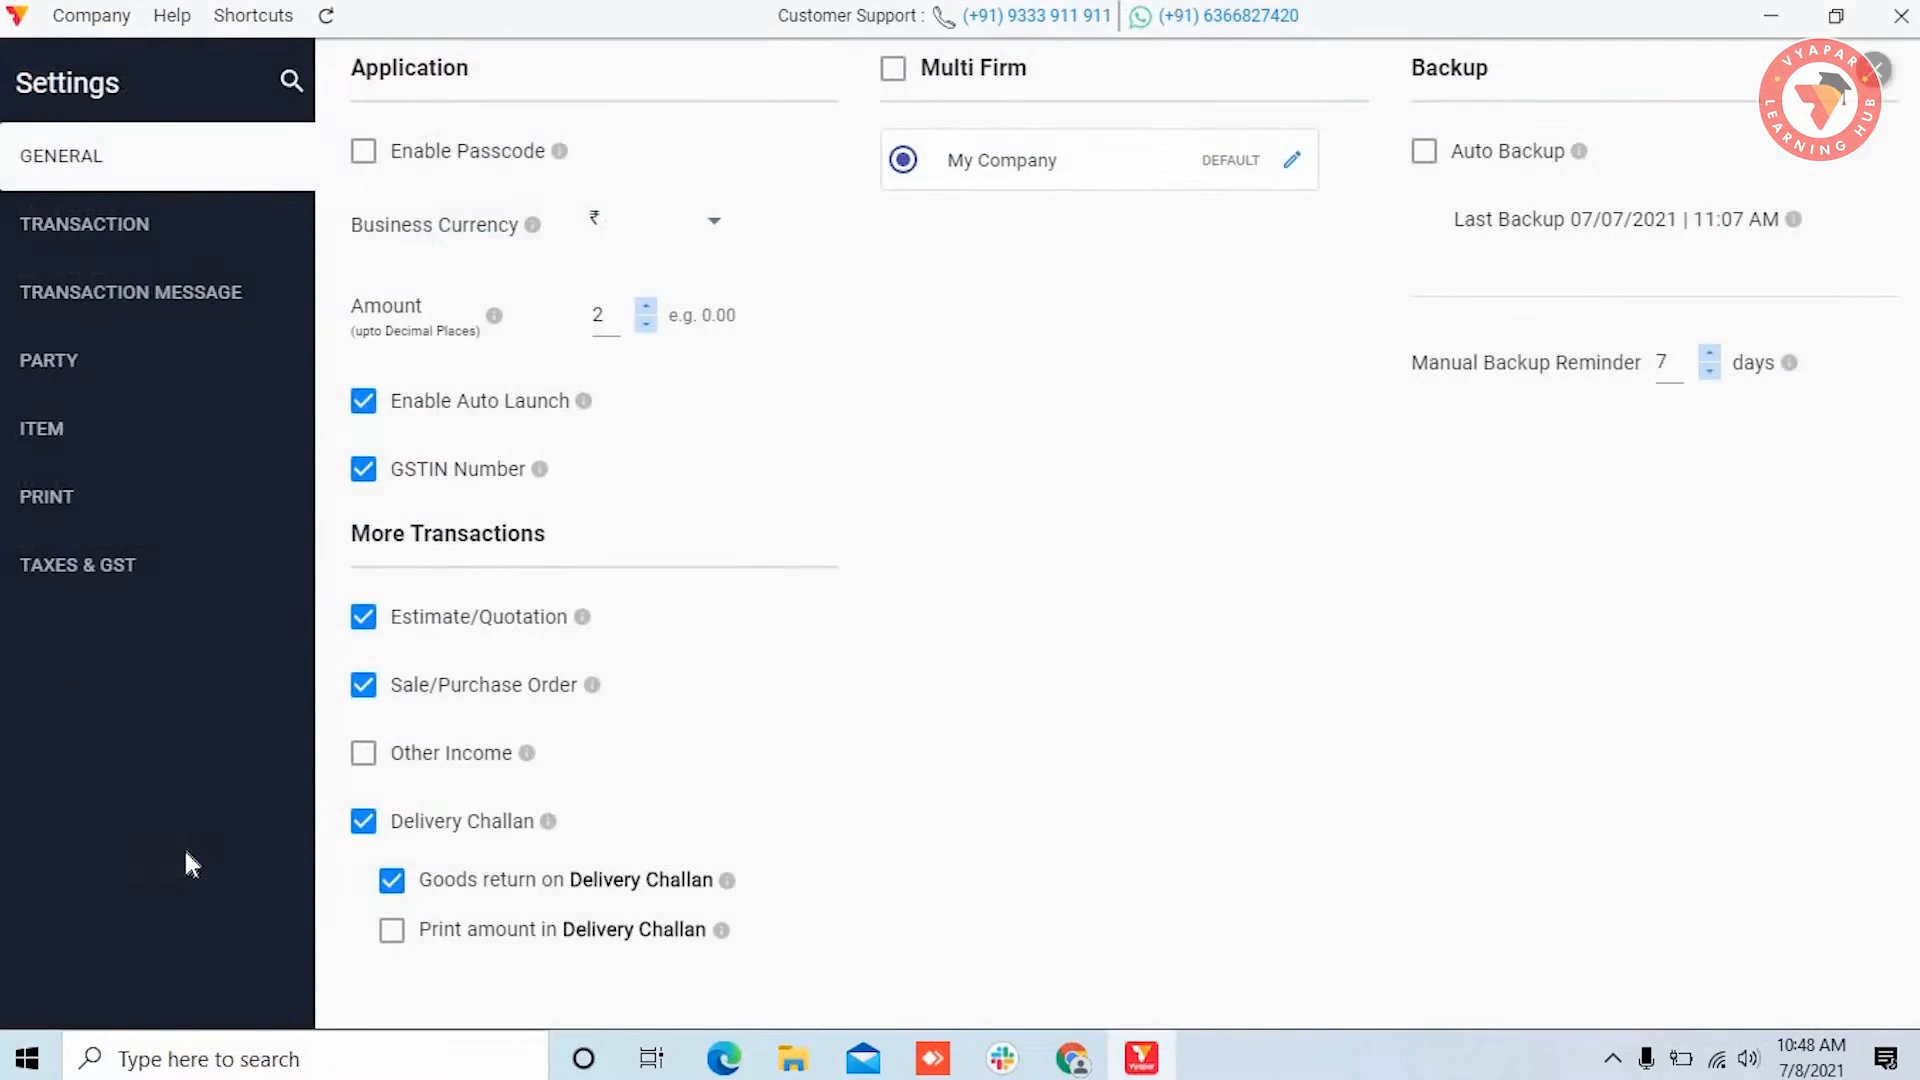 Company Help Shortcuts
Customer Support : (+91) 9333 911 911 (+91) 6366827420
Settings
GENERAL
TRANSACTION
TRANSACTION MESSAGE
PARTY
ITEM
PRINT
TAXES & GST
Application
Enable Passcode
Business Currency ₹
Amount
(upto Decimal Places)
2 e.g. 0.00
Enable Auto Launch
GSTIN Number
More Transactions
Estimate/Quotation
Sale/Purchase Order
Other Income
Delivery Challan
Goods return on Delivery Challan
Print amount in Delivery Challan
Multi Firm
My Company DEFAULT
Backup
Auto Backup
Last Backup 07/07/2021 | 11:07 AM
Manual Backup Reminder 7 days
VYAPAR
LEARNING HUB
Type here to search
Vyapar
10:48 AM
7/8/2021